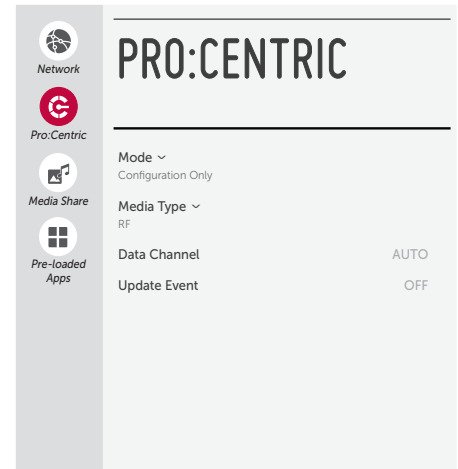 Network
Pro:Centric
Media Share
Pre-loaded
Apps
PRO:CENTRIC
Mode
Configuration Only
Media Type
RF
Data Channel AUTO
Update Event OFF